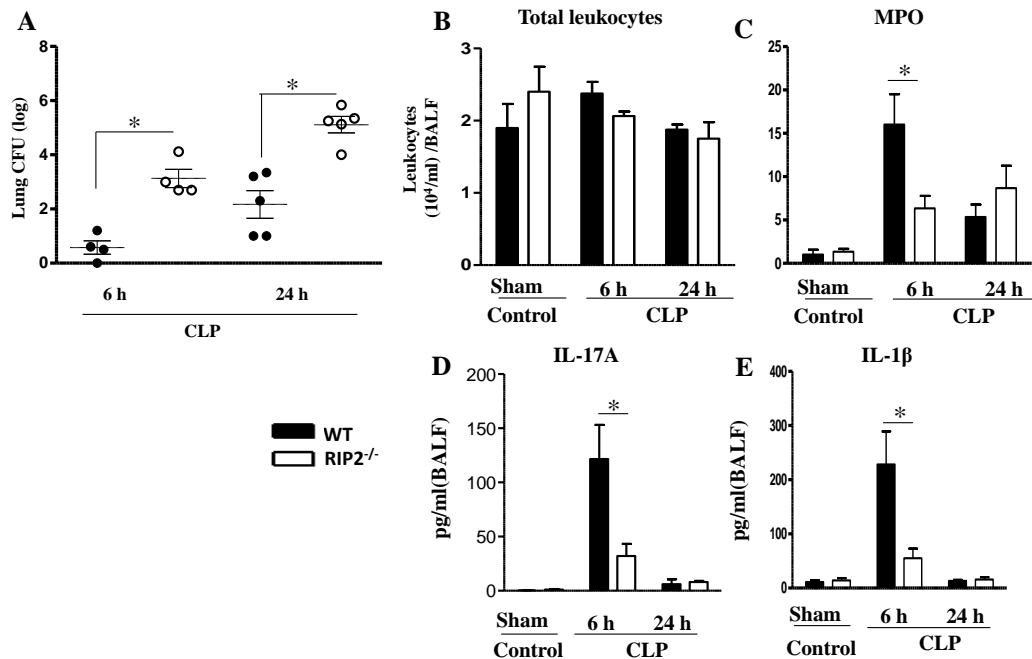 A
Lung CFU (log)
8
6
4
2
0
*
*
6 h
24 h
CLP
B
Total leukocytes
Leukocytes
(10⁴/ml) /BALF
3
2
1
0
Sham
6 h
24 h
Control
CLP
C
MPO
25
20
15
10
5
0
*
Sham
6 h
24 h
Control
CLP
WT
RIP2-/-
D
IL-17A
pg/ml(BALF)
200
150
100
50
0
*
Sham
6 h
24 h
Control
CLP
E
IL-1β
pg/ml(BALF)
400
300
200
100
0
*
Sham
6 h
24 h
Control
CLP